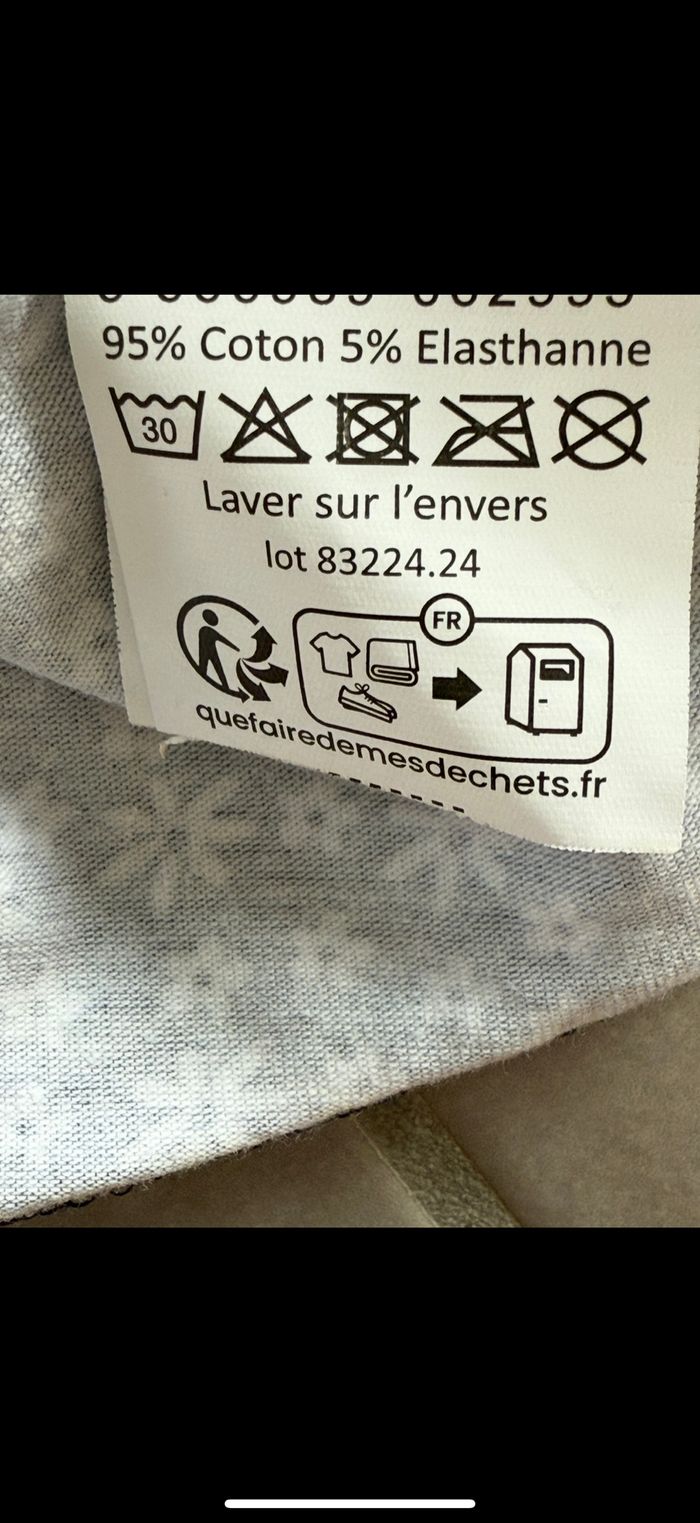 95% Coton 5% Elasthanne
30
Laver sur l'envers
lot 83224.24
FR
quefairedemesdechets.fr